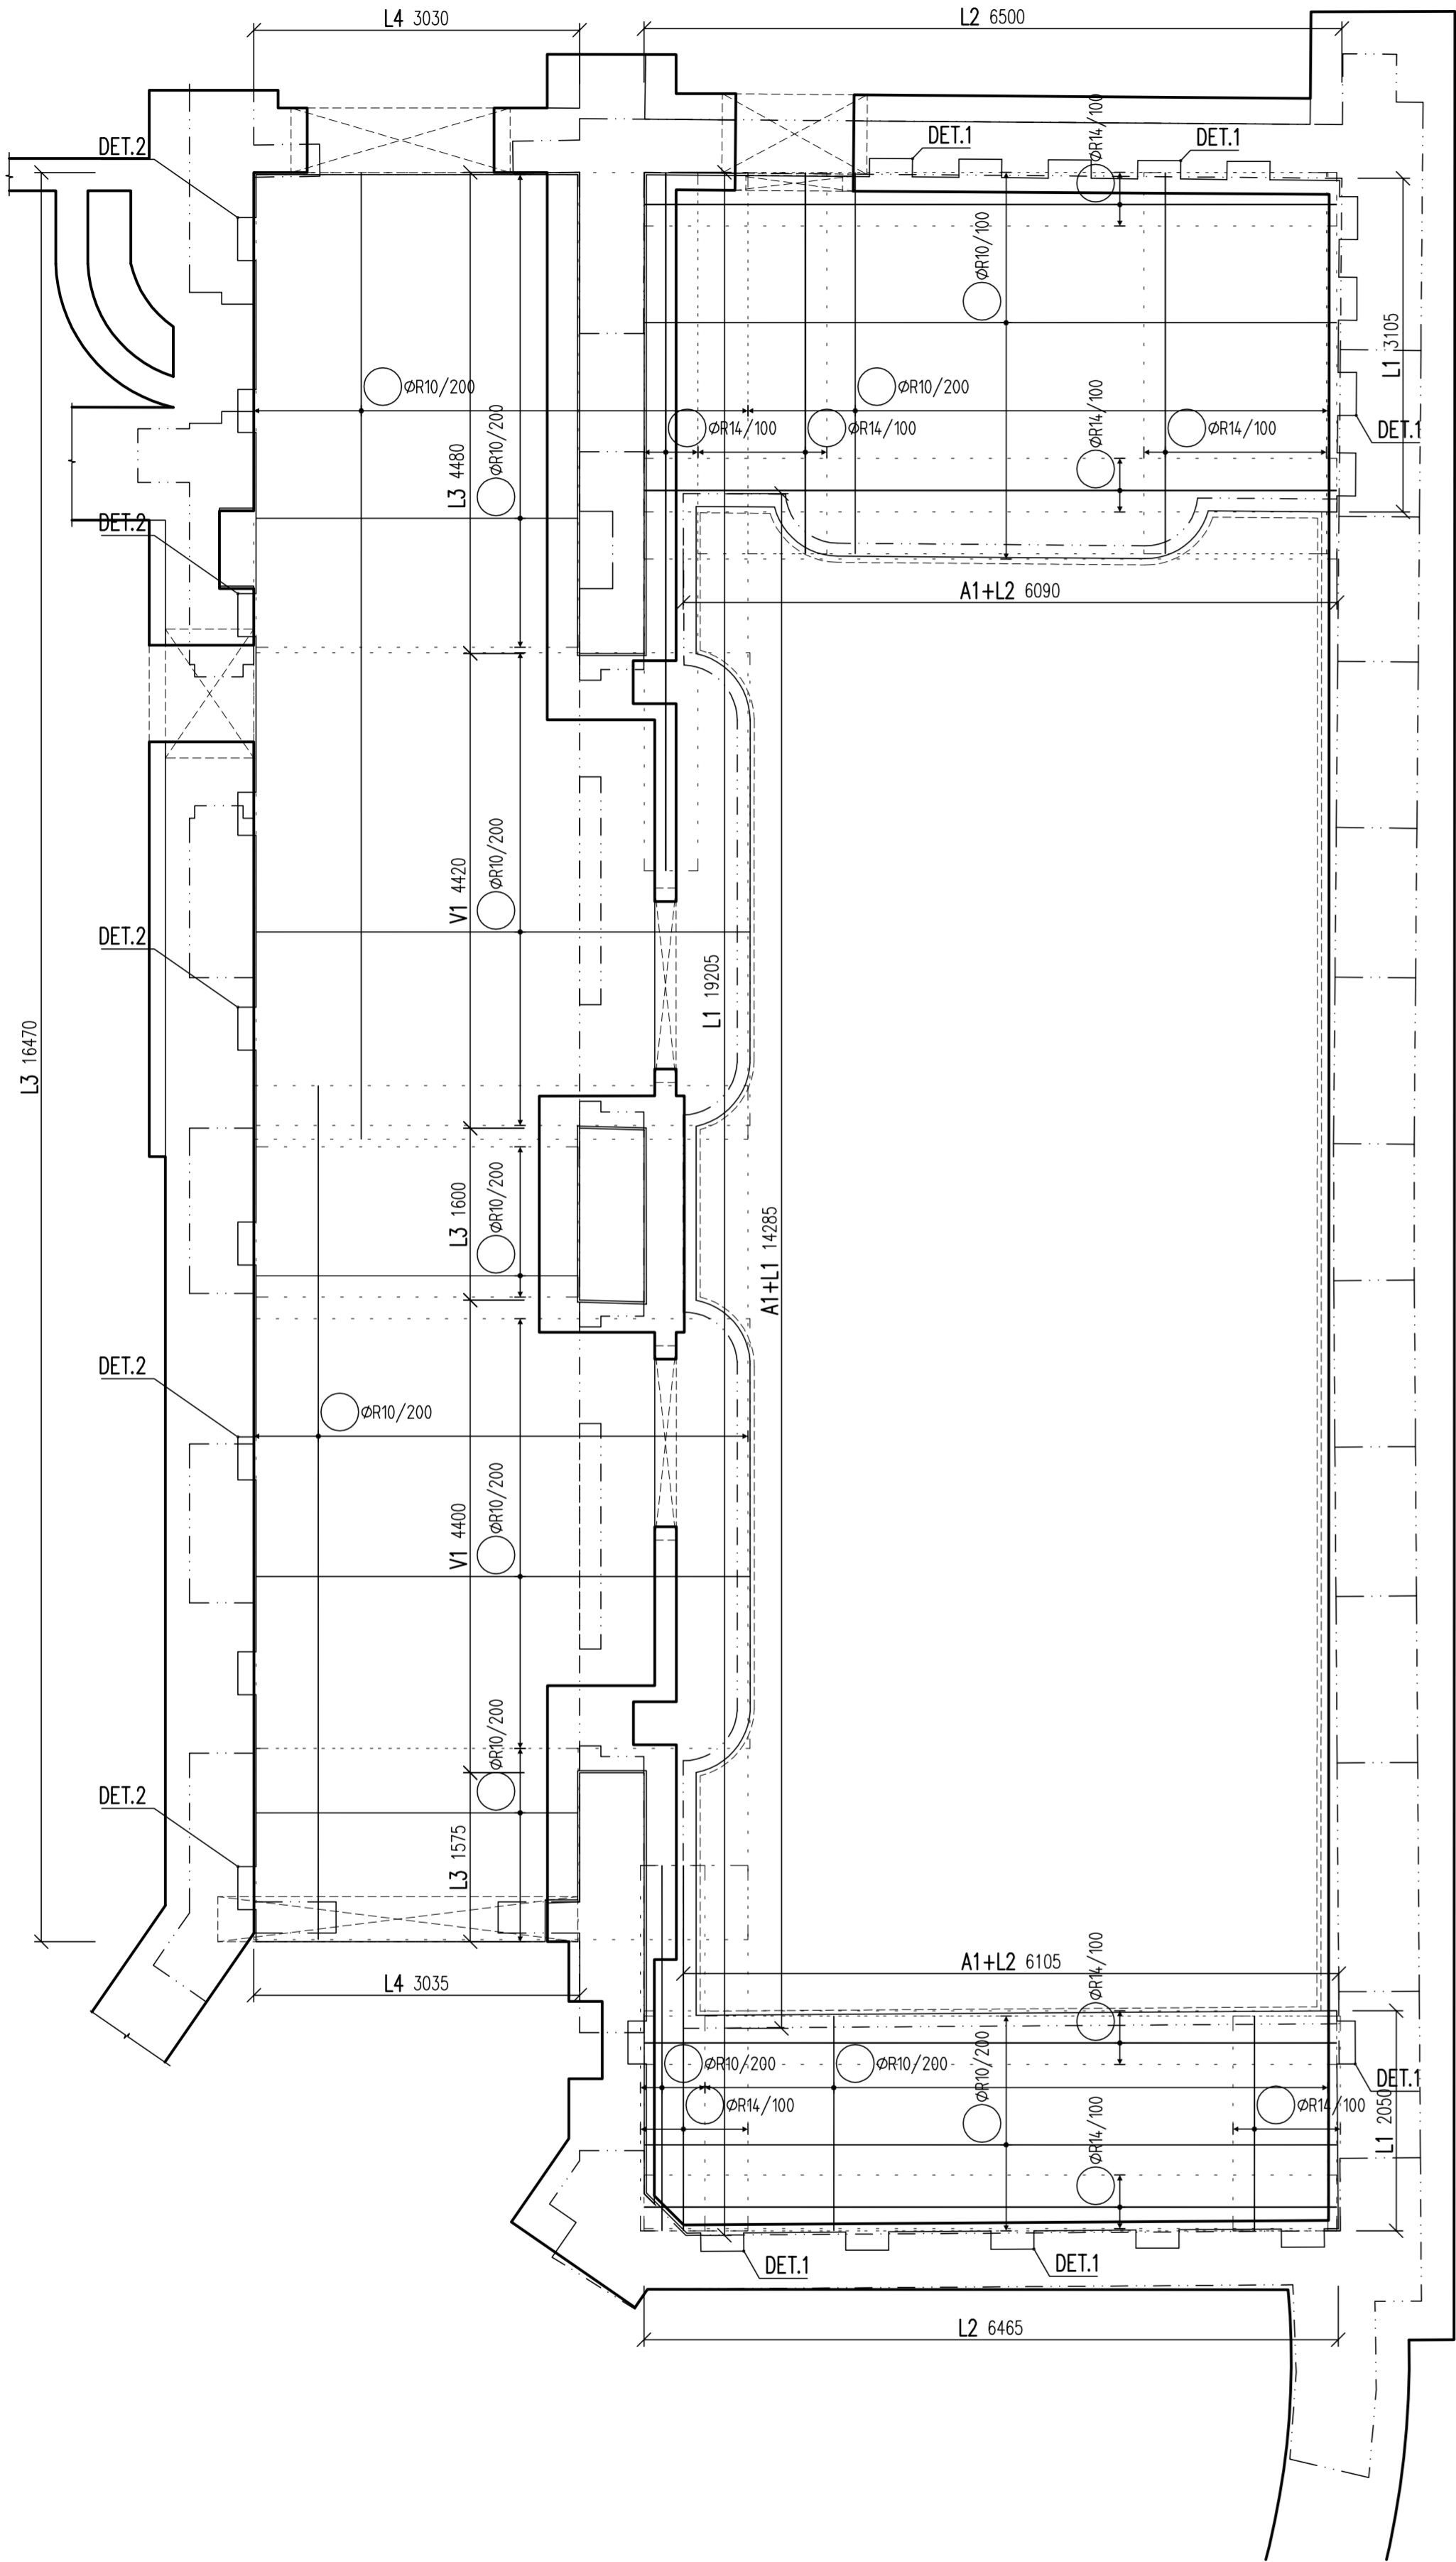 L4 3030
L2 6500
DET.2
DET.1
DET.1
ØR14/100
ØR10/100
L1 3105
ØR10/200
ØR10/200
ØR10/200
ØR14/100
ØR14/100
ØR14/100
ØR14/100
DET.1
L3 4480
DET.2
A1+L2 6090
V1 4420
ØR10/200
DET.2
L1 19205
L3 16470
L3 1600
ØR10/200
A1+L1 14285
DET.2
ØR10/200
V1 4400
ØR10/200
ØR10/200
DET.2
L3 1575
A1+L2 6105
L4 3035
ØR14/100
ØR10/200
ØR10/200
ØR10/200
DET.1
ØR14/100
ØR14/100
ØR14/100
L1 2050
DET.1
DET.1
L2 6465